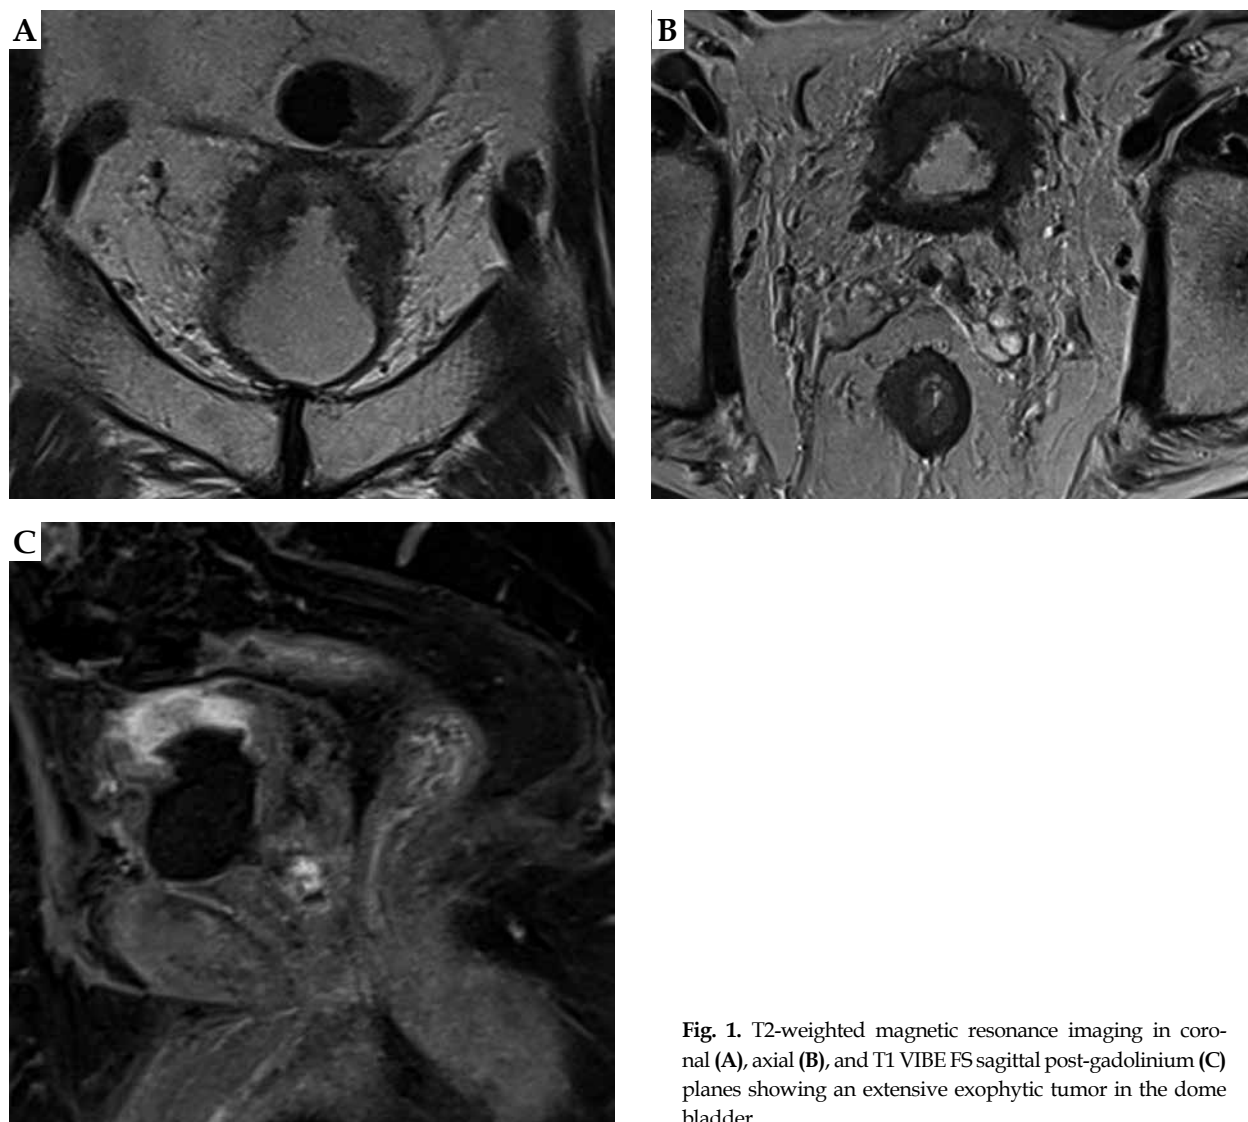 A
B
C
Fig. 1. T2-weighted magnetic resonance imaging in coro-
nal (A), axial (B), and T1 VIBE FS sagittal post-gadolinium (C)
planes showing an extensive exophytic tumor in the dome
bladder